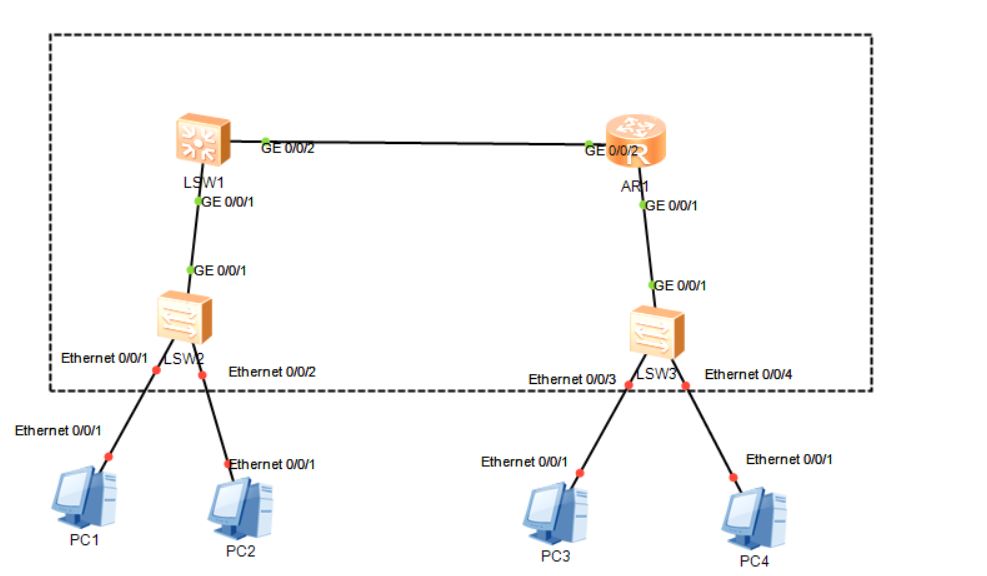 GE 0/0/2
GE 0/0/2
R
LSW1
AR1
GE 0/0/1
GE 0/0/1
GE 0/0/1
GE 0/0/1
Ethernet 0/0/1
LSW2
Ethernet 0/0/2
Ethernet 0/0/3
LSW3
Ethernet 0/0/4
Ethernet 0/0/1
Ethernet 0/0/1
Ethernet 0/0/1
Ethernet 0/0/1
PC1
PC2
PC3
PC4